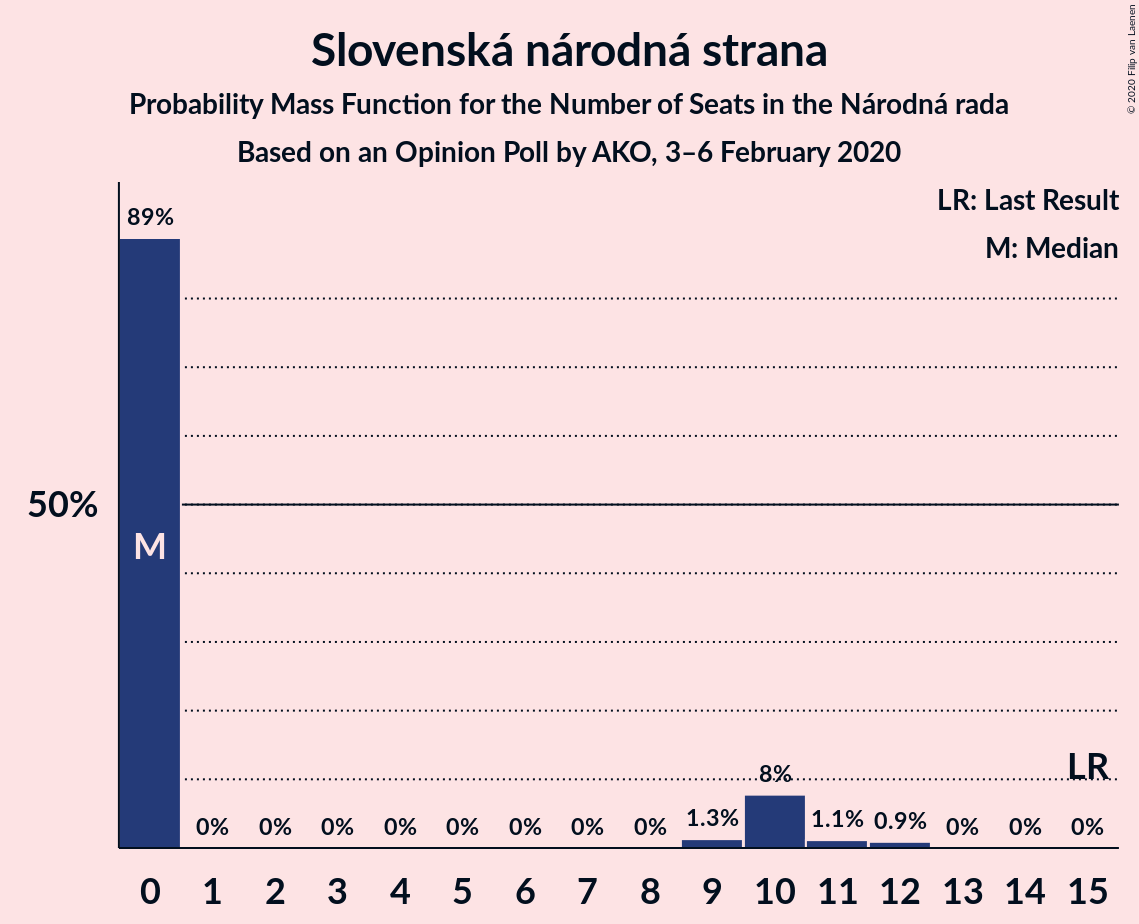 Slovenská národná strana
Probability Mass Function for the Number of Seats in the Národná rada
Based on an Opinion Poll by AKO, 3–6 February 2020
© 2020 Filip van Laenen
LR: Last Result
M: Median
89%
50%
M
LR
0% 0% 0% 0% 0% 0% 0% 0% 1.3% 8% 1.1% 0.9% 0% 0% 0%
0 1 2 3 4 5 6 7 8 9 10 11 12 13 14 15